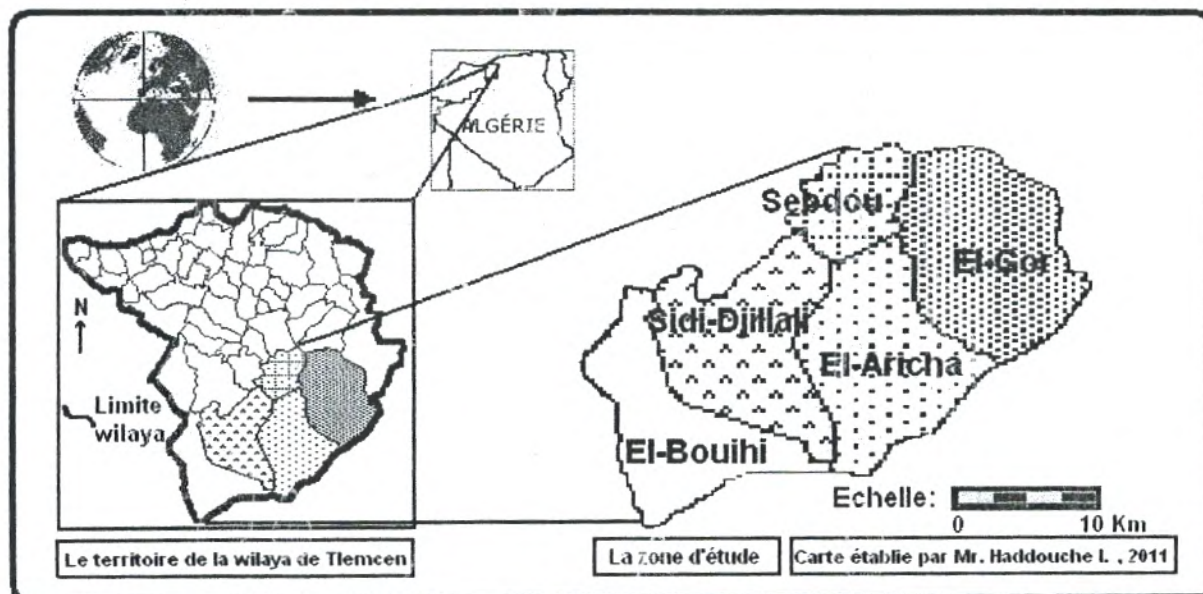 ALGÉRIE
Sebdou
El-Gor
N
Sidi-Djillali
El-Aricha
Limite
wilaya
El-Bouihi
Echelle:
0 10 Km
Le territoire de la wilaya de Tlemcen
La zone d'étude
Carte établie par Mr. Haddouche I. , 2011